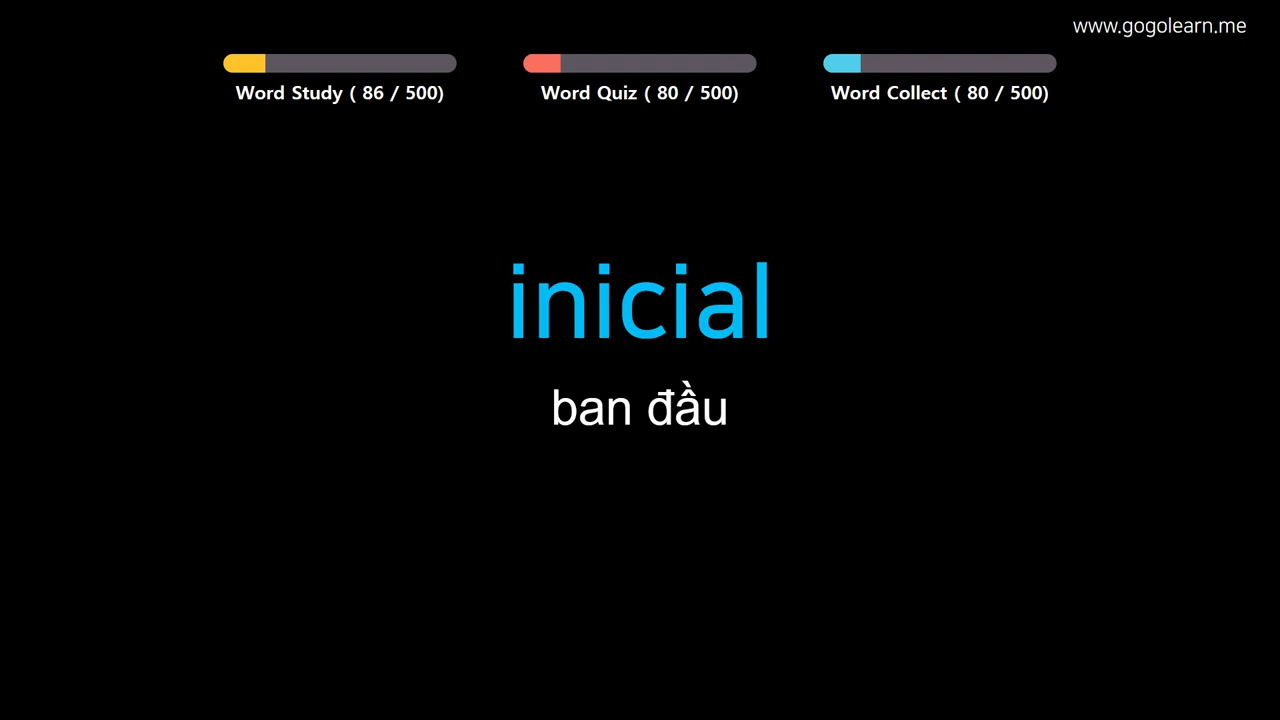 www.gogolearn.me
Word Study ( 86 / 500)
Word Quiz ( 80 / 500)
Word Collect ( 80 / 500)
inicial
ban đầu